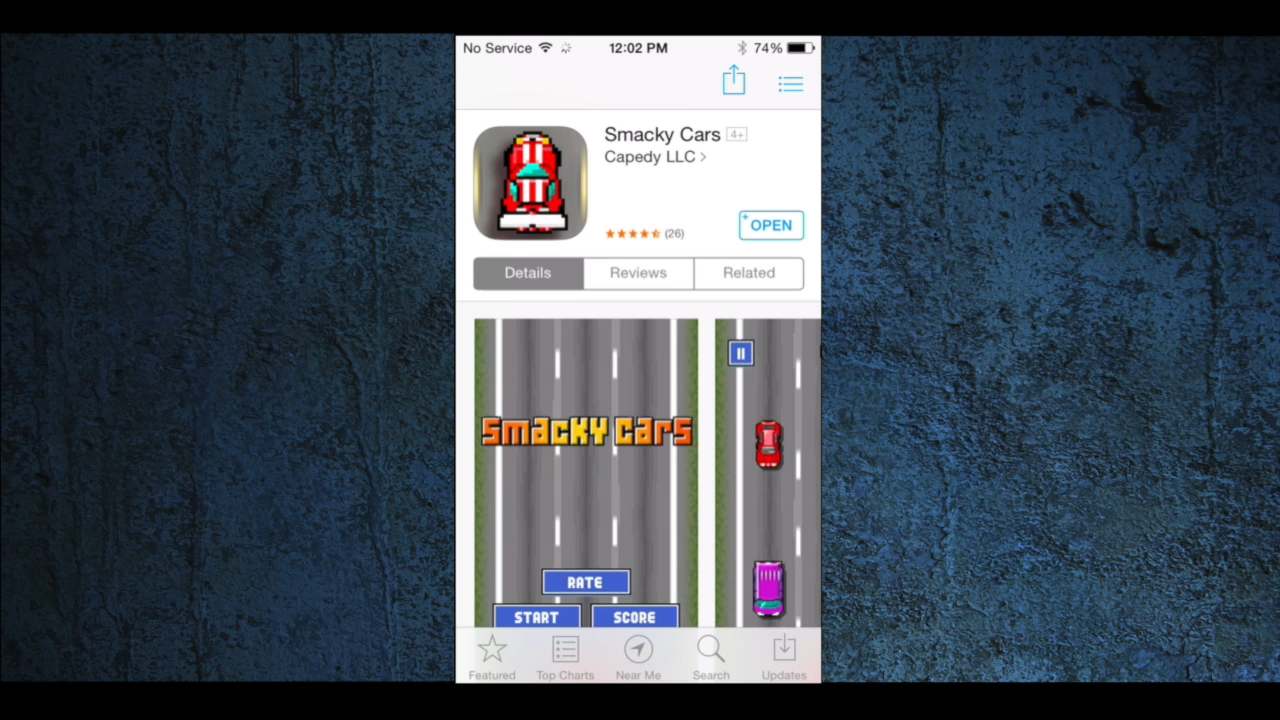 No Service 12:02 PM 74%
Smacky Cars 4+
Capedy LLC >
(26)
+OPEN
Details Reviews Related
Smacky Cars
RATE
START SCORE
Featured Top Charts Near Me Search Updates